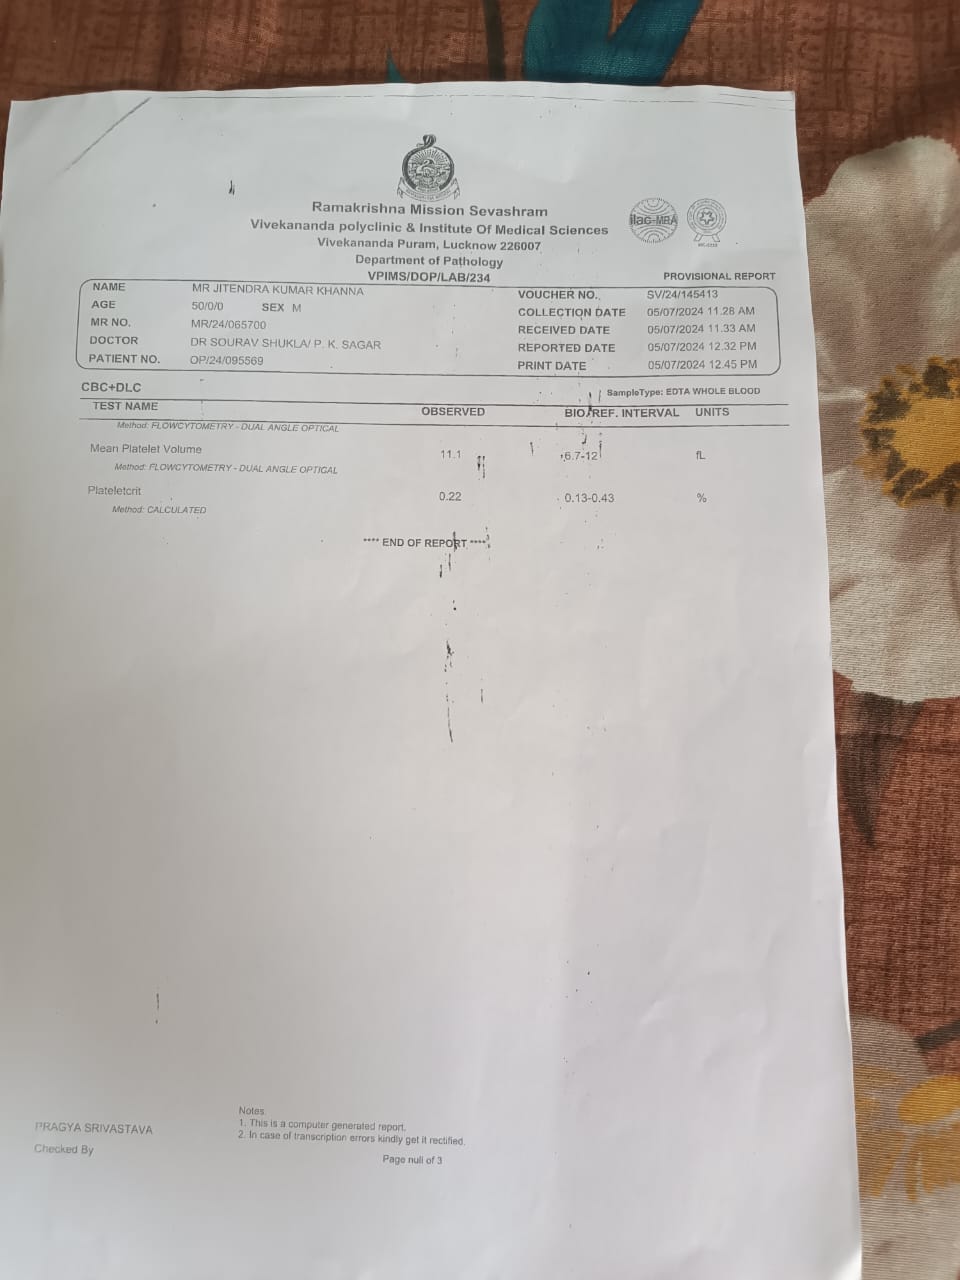 Ramakrishna Mission Sevashram
Vivekananda polyclinic & Institute Of Medical Sciences
Vivekananda Puram, Lucknow 226007
Department of Pathology
VPIMS/DOP/LAB/234
ilac-MRA
PROVISIONAL REPORT
NAME MR JITENDRA KUMAR KHANNA VOUCHER NO. SV/24/145413
AGE 50/0/0 SEX M COLLECTION DATE 05/07/2024 11.28 AM
MR NO. MR/24/065700 RECEIVED DATE 05/07/2024 11.33 AM
DOCTOR DR SOURAV SHUKLA/ P. K. SAGAR REPORTED DATE 05/07/2024 12.32 PM
PATIENT NO. OP/24/095569 PRINT DATE 05/07/2024 12.45 PM
CBC+DLC SampleType: EDTA WHOLE BLOOD
TEST NAME OBSERVED BIO. REF. INTERVAL UNITS
Method: FLOWCYTOMETRY - DUAL ANGLE OPTICAL
Mean Platelet Volume 11.1 6.7-12 fL
Method: FLOWCYTOMETRY - DUAL ANGLE OPTICAL
Plateletcrit 0.22 0.13-0.43 %
Method: CALCULATED
**** END OF REPORT ****
PRAGYA SRIVASTAVA
Checked By
Notes
1. This is a computer generated report.
2. In case of transcription errors kindly get it rectified.
Page null of 3